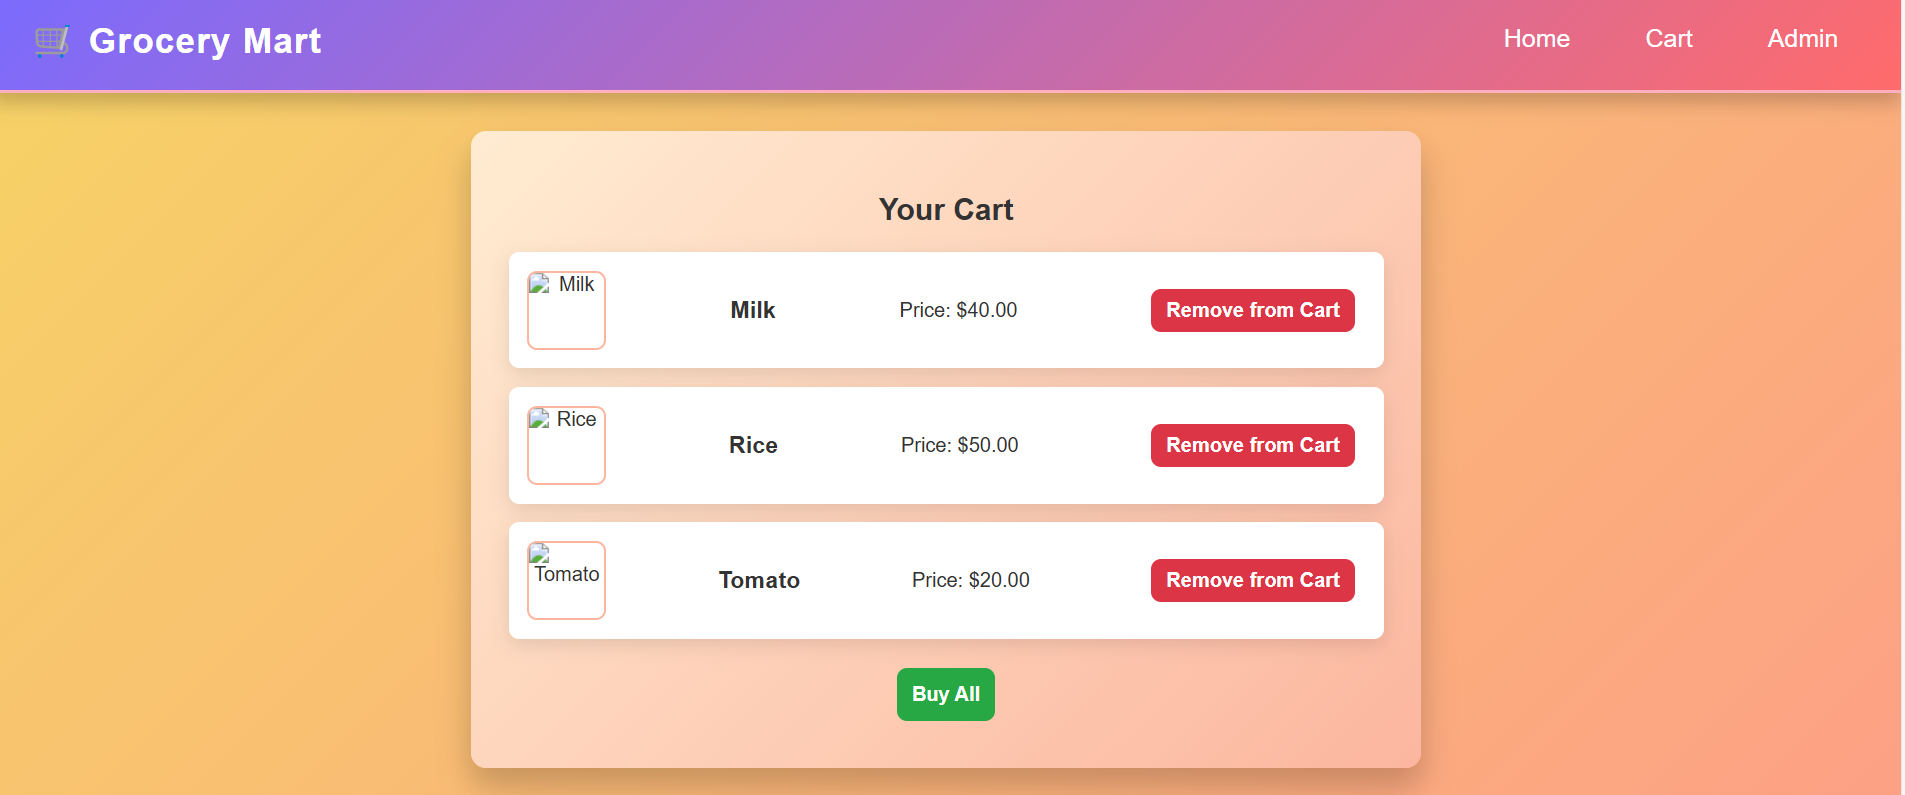 Grocery Mart
Home Cart Admin
Your Cart
Milk Milk Price: $40.00 Remove from Cart
Rice Rice Price: $50.00 Remove from Cart
Tomato Tomato Price: $20.00 Remove from Cart
Buy All